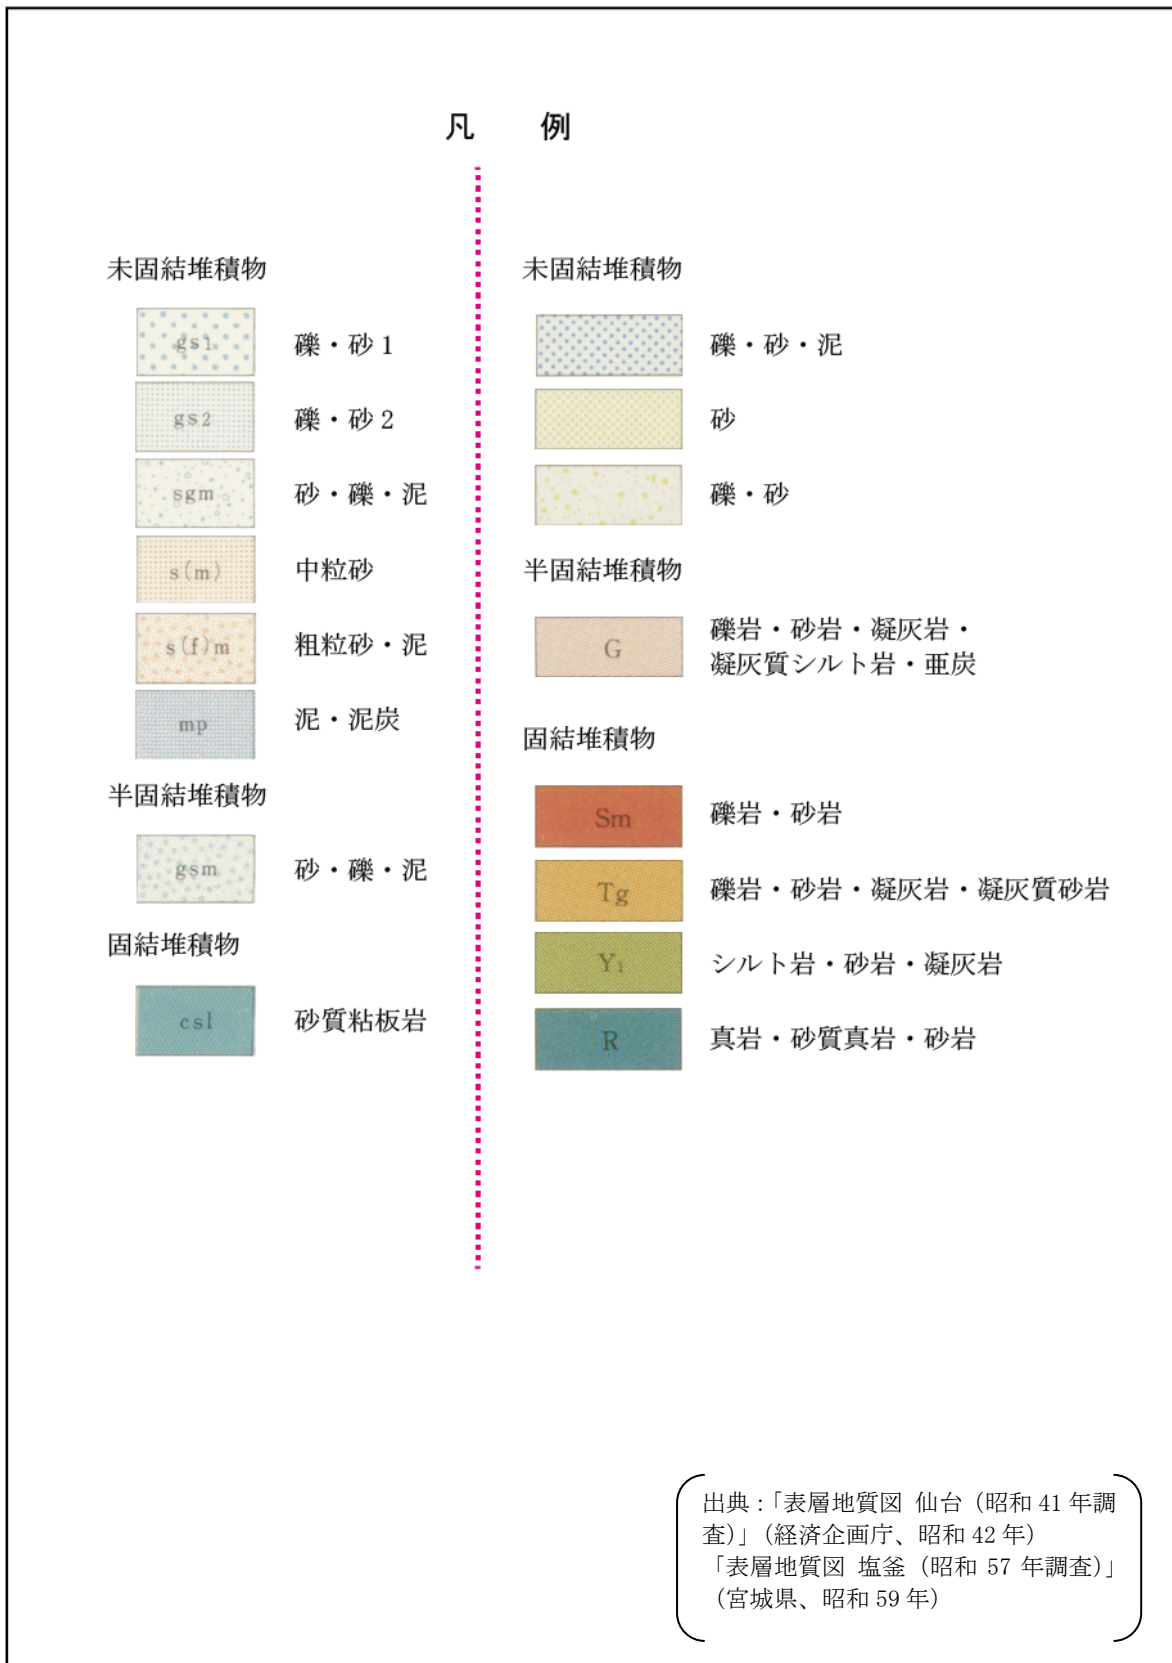 凡 例
未固結堆積物
gs1 礫・砂1
gs2 礫・砂2
sgm 砂・礫・泥
s(m) 中粒砂
s(f)m 粗粒砂・泥
mp 泥・泥炭
半固結堆積物
gsm 砂・礫・泥
固結堆積物
csl 砂質粘板岩
未固結堆積物
礫・砂・泥
砂
礫・砂
半固結堆積物
G 礫岩・砂岩・凝灰岩・
凝灰質シルト岩・亜炭
固結堆積物
Sm 礫岩・砂岩
Tg 礫岩・砂岩・凝灰岩・凝灰質砂岩
Y1 シルト岩・砂岩・凝灰岩
R 真岩・砂質真岩・砂岩
出典：「表層地質図 仙台（昭和 41 年調
査）」（経済企画庁、昭和 42 年）
「表層地質図 塩釜（昭和 57 年調査）」
（宮城県、昭和 59 年）